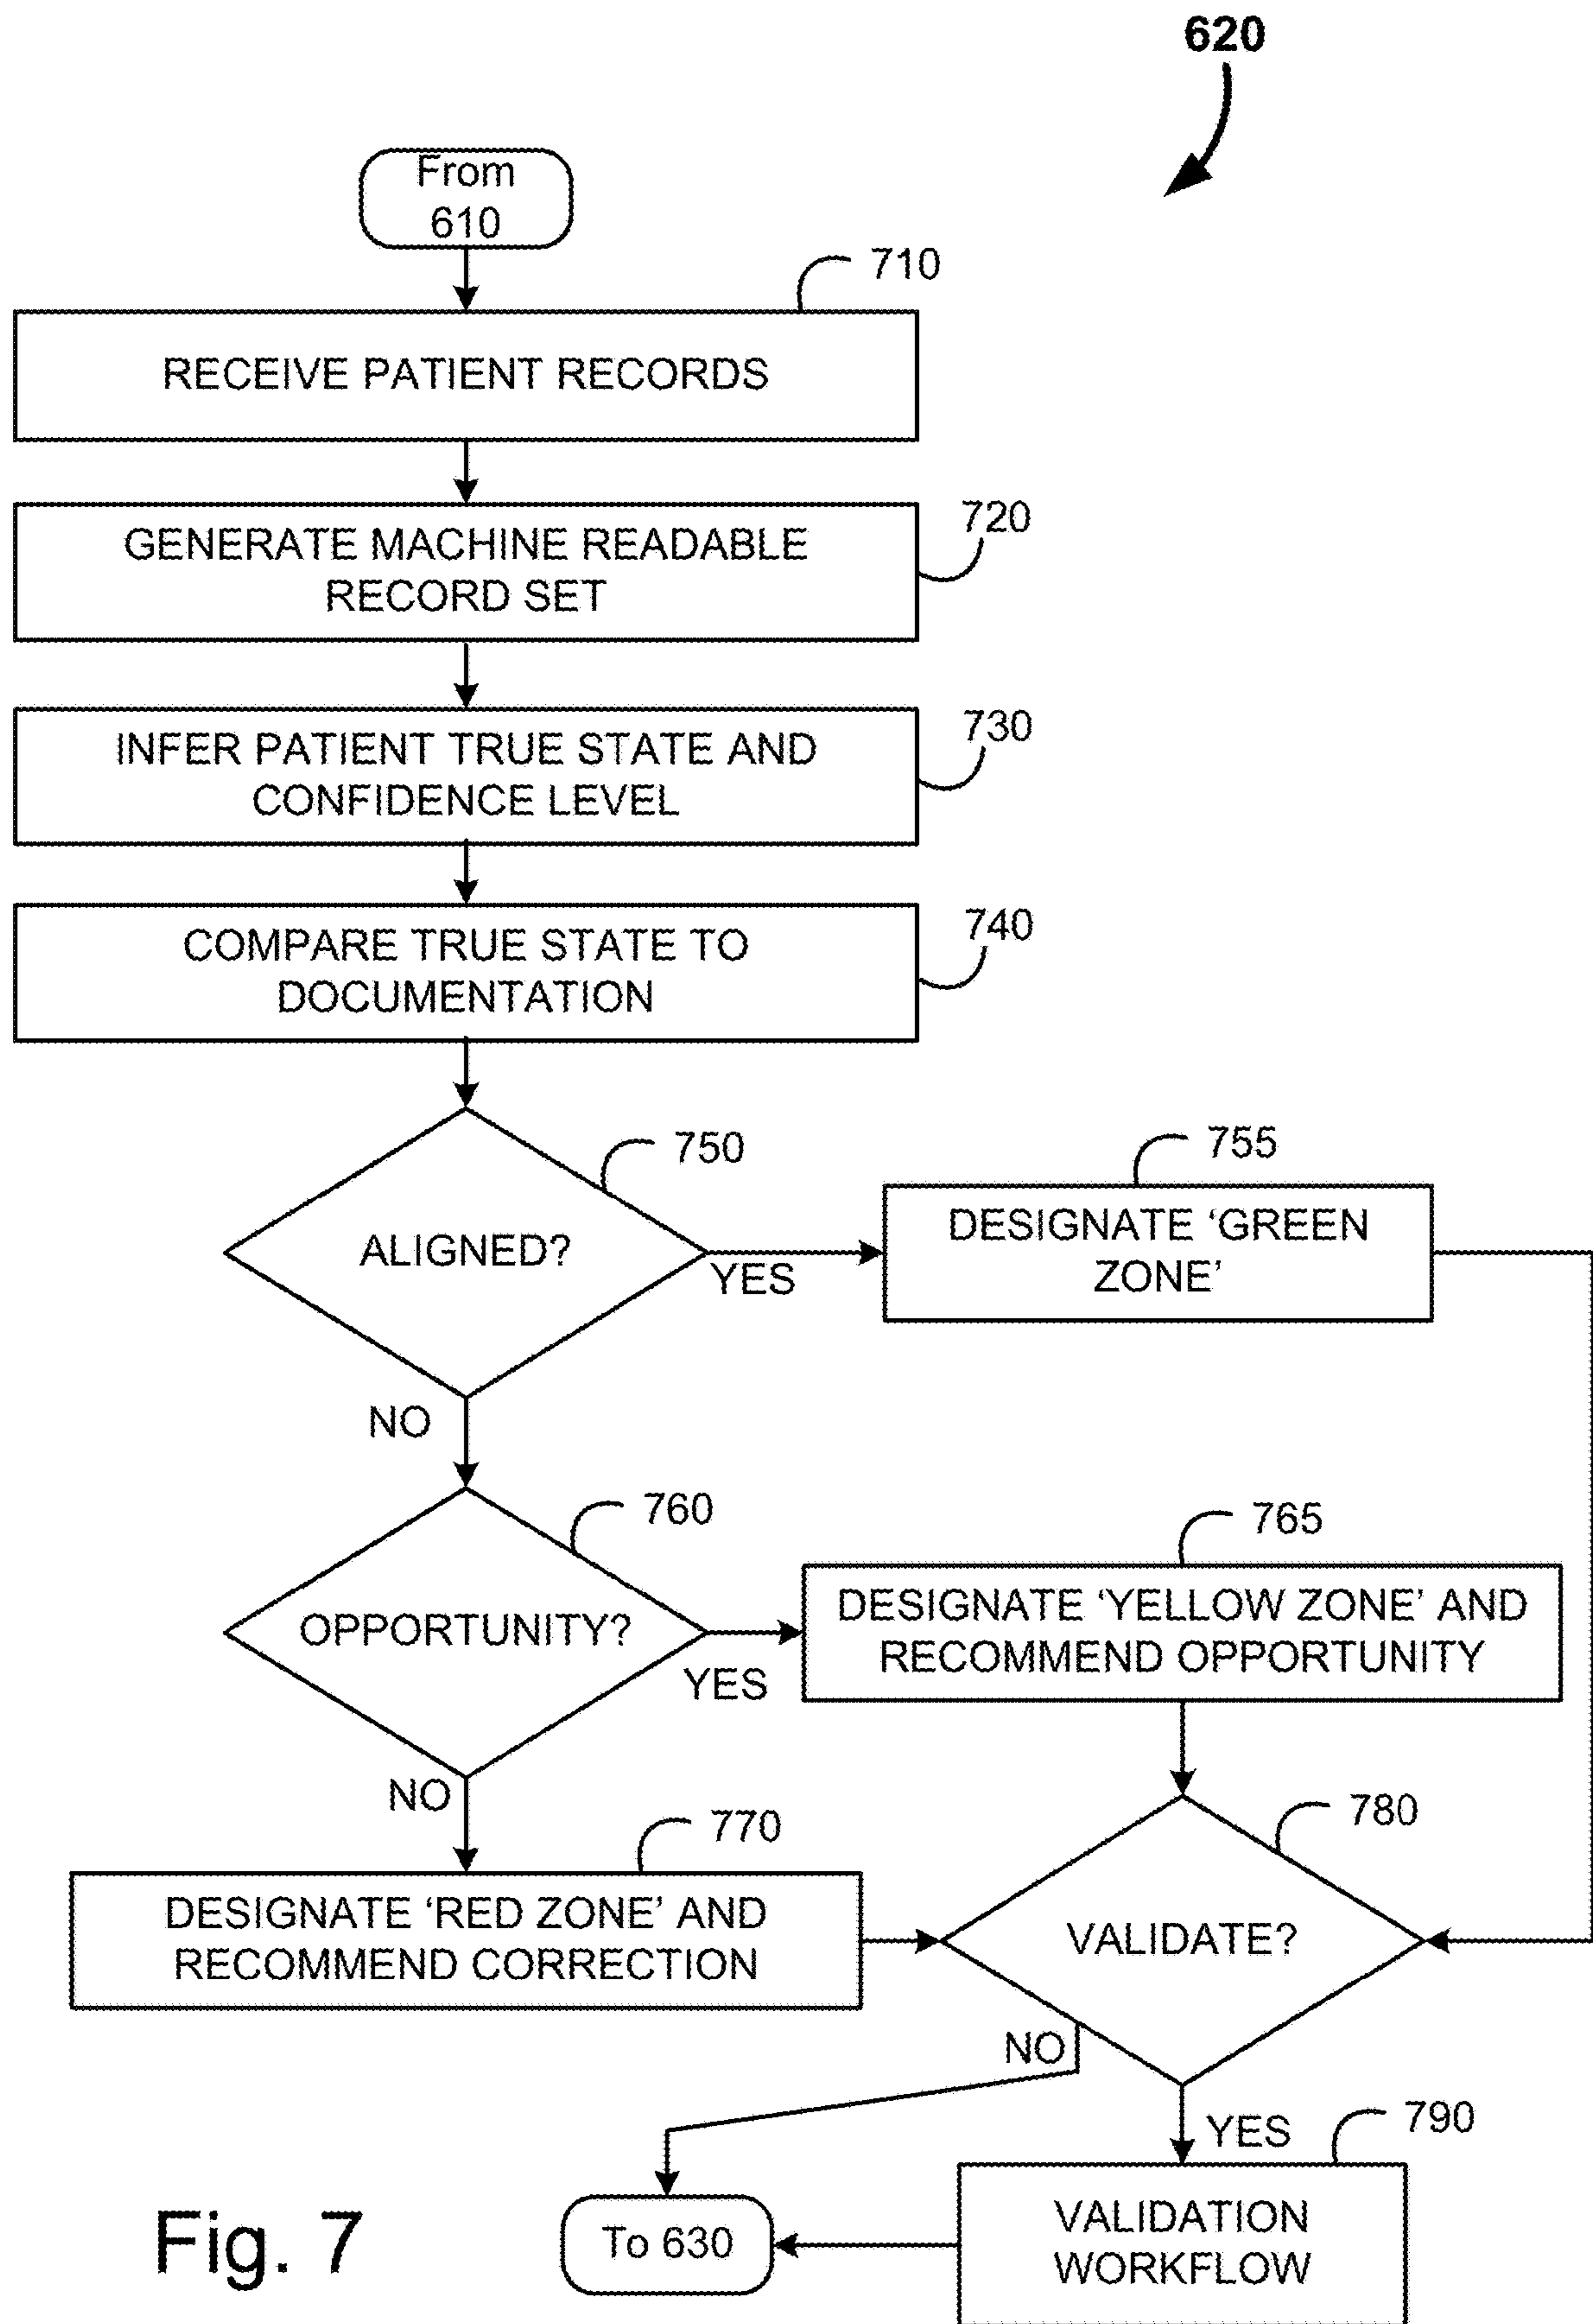 620
From
610
710
RECEIVE PATIENT RECORDS
720
GENERATE MACHINE READABLE
RECORD SET
730
INFER PATIENT TRUE STATE AND
CONFIDENCE LEVEL
740
COMPARE TRUE STATE TO
DOCUMENTATION
750
ALIGNED?
YES
755
DESIGNATE ‘GREEN
ZONE’
NO
760
OPPORTUNITY?
YES
765
DESIGNATE ‘YELLOW ZONE’ AND
RECOMMEND OPPORTUNITY
NO
770
DESIGNATE ‘RED ZONE’ AND
RECOMMEND CORRECTION
780
VALIDATE?
NO
YES
790
VALIDATION
WORKFLOW
To 630
Fig. 7